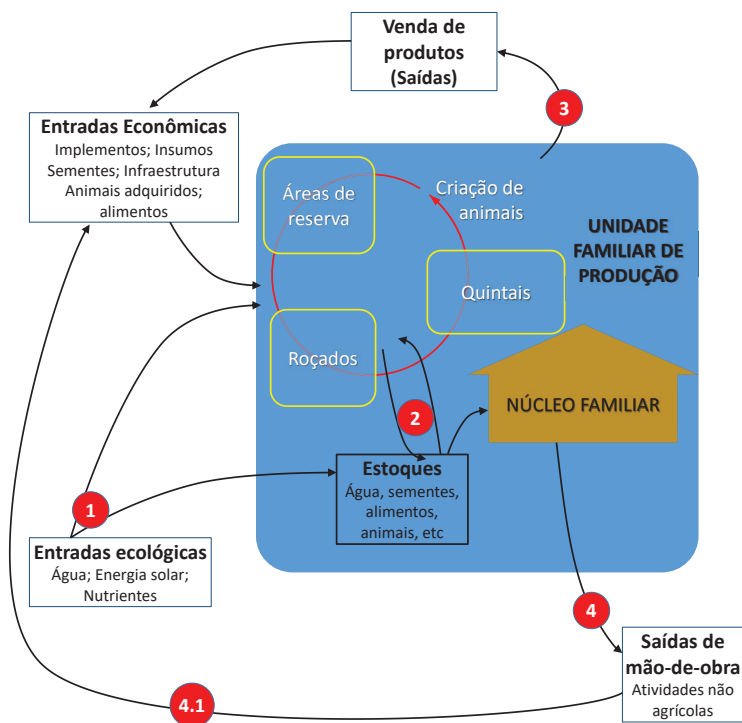 Venda de
produtos
(Saídas)
3
Entradas Econômicas
Implementos; Insumos
Sementes; Infraestrutura
Animais adquiridos;
alimentos
Áreas de
reserva
Criação de
animais
UNIDADE
FAMILIAR DE
PRODUÇÃO
Quintais
Roçados
NÚCLEO FAMILIAR
2
Estoques
Água, sementes,
alimentos,
animais, etc
1
Entradas ecológicas
Água; Energia solar;
Nutrientes
4
Saídas de
mão-de-obra
Atividades não
agrícolas
4.1